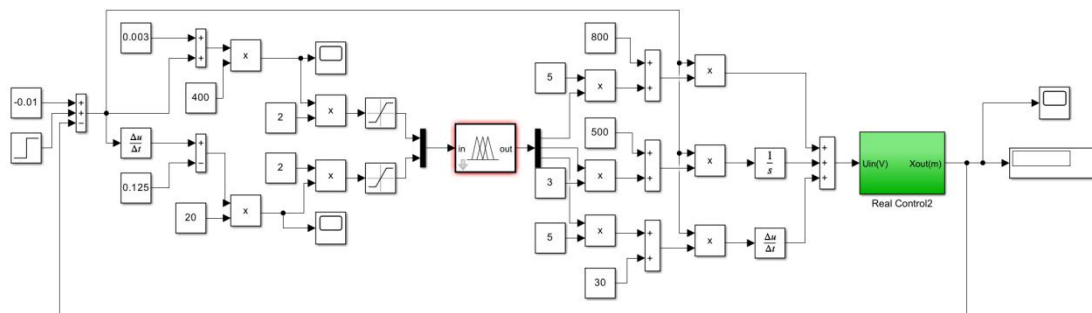 0.003
+
+
x
400
2
x
-0.01
+
+
−
Δu
Δt
+
−
0.125
20
x
2
x
in
out
800
+
+
5
x
x
500
+
+
3
x
x
1
s
5
x
+
+
30
x
Δu
Δt
+
+
+
Uin(V)
Xout(m)
Real Control2